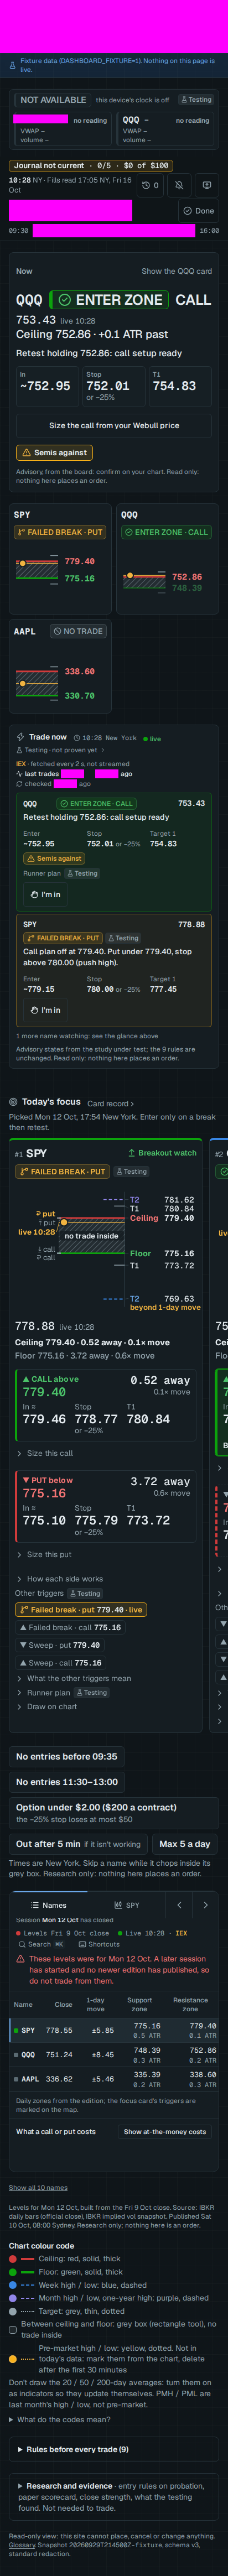 Fixture data (DASHBOARD_FIXTURE=1). Nothing on this page is
live.
NOT AVAILABLE this device's clock is off Testing
no reading
VWAP –
volume –
QQQ – no reading
VWAP –
volume –
Journal not current · 0/5 · $0 of $100
10:28 NY · Fills read 17:05 NY, Fri 16
Oct
0
Done
09:30 16:00
Now Show the QQQ card
QQQ ENTER ZONE CALL
753.43 live 10:28
Ceiling 752.86 · +0.1 ATR past
Retest holding 752.86: call setup ready
In
~752.95
Stop
752.01
or −25%
T1
754.83
Size the call from your Webull price
Semis against
Advisory, from the board: confirm on your chart. Read only:
nothing here places an order.
SPY
FAILED BREAK · PUT
779.40
775.16
QQQ
ENTER ZONE · CALL
752.86
748.39
AAPL NO TRADE
338.60
330.70
Trade now 10:28 New York live
Testing · not proven yet
IEX · fetched every 2 s, not streamed
last trades ago
checked ago
QQQ ENTER ZONE · CALL 753.43
Retest holding 752.86: call setup ready
Enter Stop Target 1
~752.95 752.01 or −25% 754.83
Semis against
Runner plan Testing
I'm in
SPY 778.88
FAILED BREAK · PUT Testing
Call plan off at 779.40. Put under 779.40, stop
above 780.00 (push high).
Enter Stop Target 1
~779.15 780.00 or −25% 777.45
I'm in
1 more name watching: see the glance above
Advisory states from the study under test; the 9 rules are
unchanged. Read only: nothing here places an order.
Today's focus Card record
Picked Mon 12 Oct, 17:54 New York. Enter only on a break
then retest.
#1 SPY Breakout watch
FAILED BREAK · PUT Testing
T2 781.62
T1 780.84
Ceiling 779.40
put
put
live 10:28
no trade inside
call
call
Floor 775.16
T1 773.72
T2 769.63
beyond 1-day move
778.88 live 10:28
Ceiling 779.40 · 0.52 away · 0.1× move
Floor 775.16 · 3.72 away · 0.6× move
▲ CALL above 0.52 away
779.40 0.1× move
In ≈ Stop T1
779.46 778.77 780.84
or −25%
Size this call
▼ PUT below 3.72 away
775.16 0.6× move
In ≈ Stop T1
775.10 775.79 773.72
or −25%
Size this put
How each side works
Other triggers Testing
Failed break · put 779.40 · live
▲ Failed break · call 775.16
▼ Sweep · put 779.40
▲ Sweep · call 775.16
What the other triggers mean
Runner plan Testing
Draw on chart
#2
No entries before 09:35
No entries 11:30–13:00
Option under $2.00 ($200 a contract)
the −25% stop loses at most $50
Out after 5 min if it isn't working
Max 5 a day
Times are New York. Skip a name while it chops inside its
grey box. Research only: nothing here places an order.
Names SPY
Session Mon 12 Oct has closed
Levels Fri 9 Oct close Live 10:28 · IEX
Search ⌘K Shortcuts
These levels were for Mon 12 Oct. A later session
has started and no newer edition has published, so
do not trade from them.
Name Close 1-day move Support zone Resistance zone
SPY 778.55 ±5.85 775.16 779.40
0.5 ATR 0.1 ATR
QQQ 751.24 ±8.45 748.39 752.86
0.3 ATR 0.2 ATR
AAPL 336.62 ±5.46 335.39 338.60
0.2 ATR 0.3 ATR
Daily zones from the edition; the focus card's triggers are
marked on the map.
What a call or put costs Show at-the-money costs
Show all 10 names
Levels for Mon 12 Oct, built from the Fri 9 Oct close. Source: IBKR
daily bars (official close), IBKR implied vol snapshot. Published Sat
10 Oct, 08:00 Sydney. Research only; nothing here is an order.
Chart colour code
Ceiling: red, solid, thick
Floor: green, solid, thick
Week high / low: blue, dashed
Month high / low, one-year high: purple, dashed
Target: grey, thin, dotted
Between ceiling and floor: grey box (rectangle tool), no
trade inside
Pre-market high / low: yellow, dotted. Not in
today's data: mark them from the chart, delete
after the first 30 minutes
Don't draw the 20 / 50 / 200-day averages: turn them on
as indicators so they update themselves. PMH / PML are
last month's high / low, not pre-market.
What do the codes mean?
Rules before every trade (9)
Research and evidence · entry rules on probation,
paper scorecard, close strength, what the testing
found. Not needed to trade.
Read-only view: this site cannot place, cancel or change anything.
Glossary. Snapshot 20260929T214500Z-fixture, schema v3,
standard redaction.